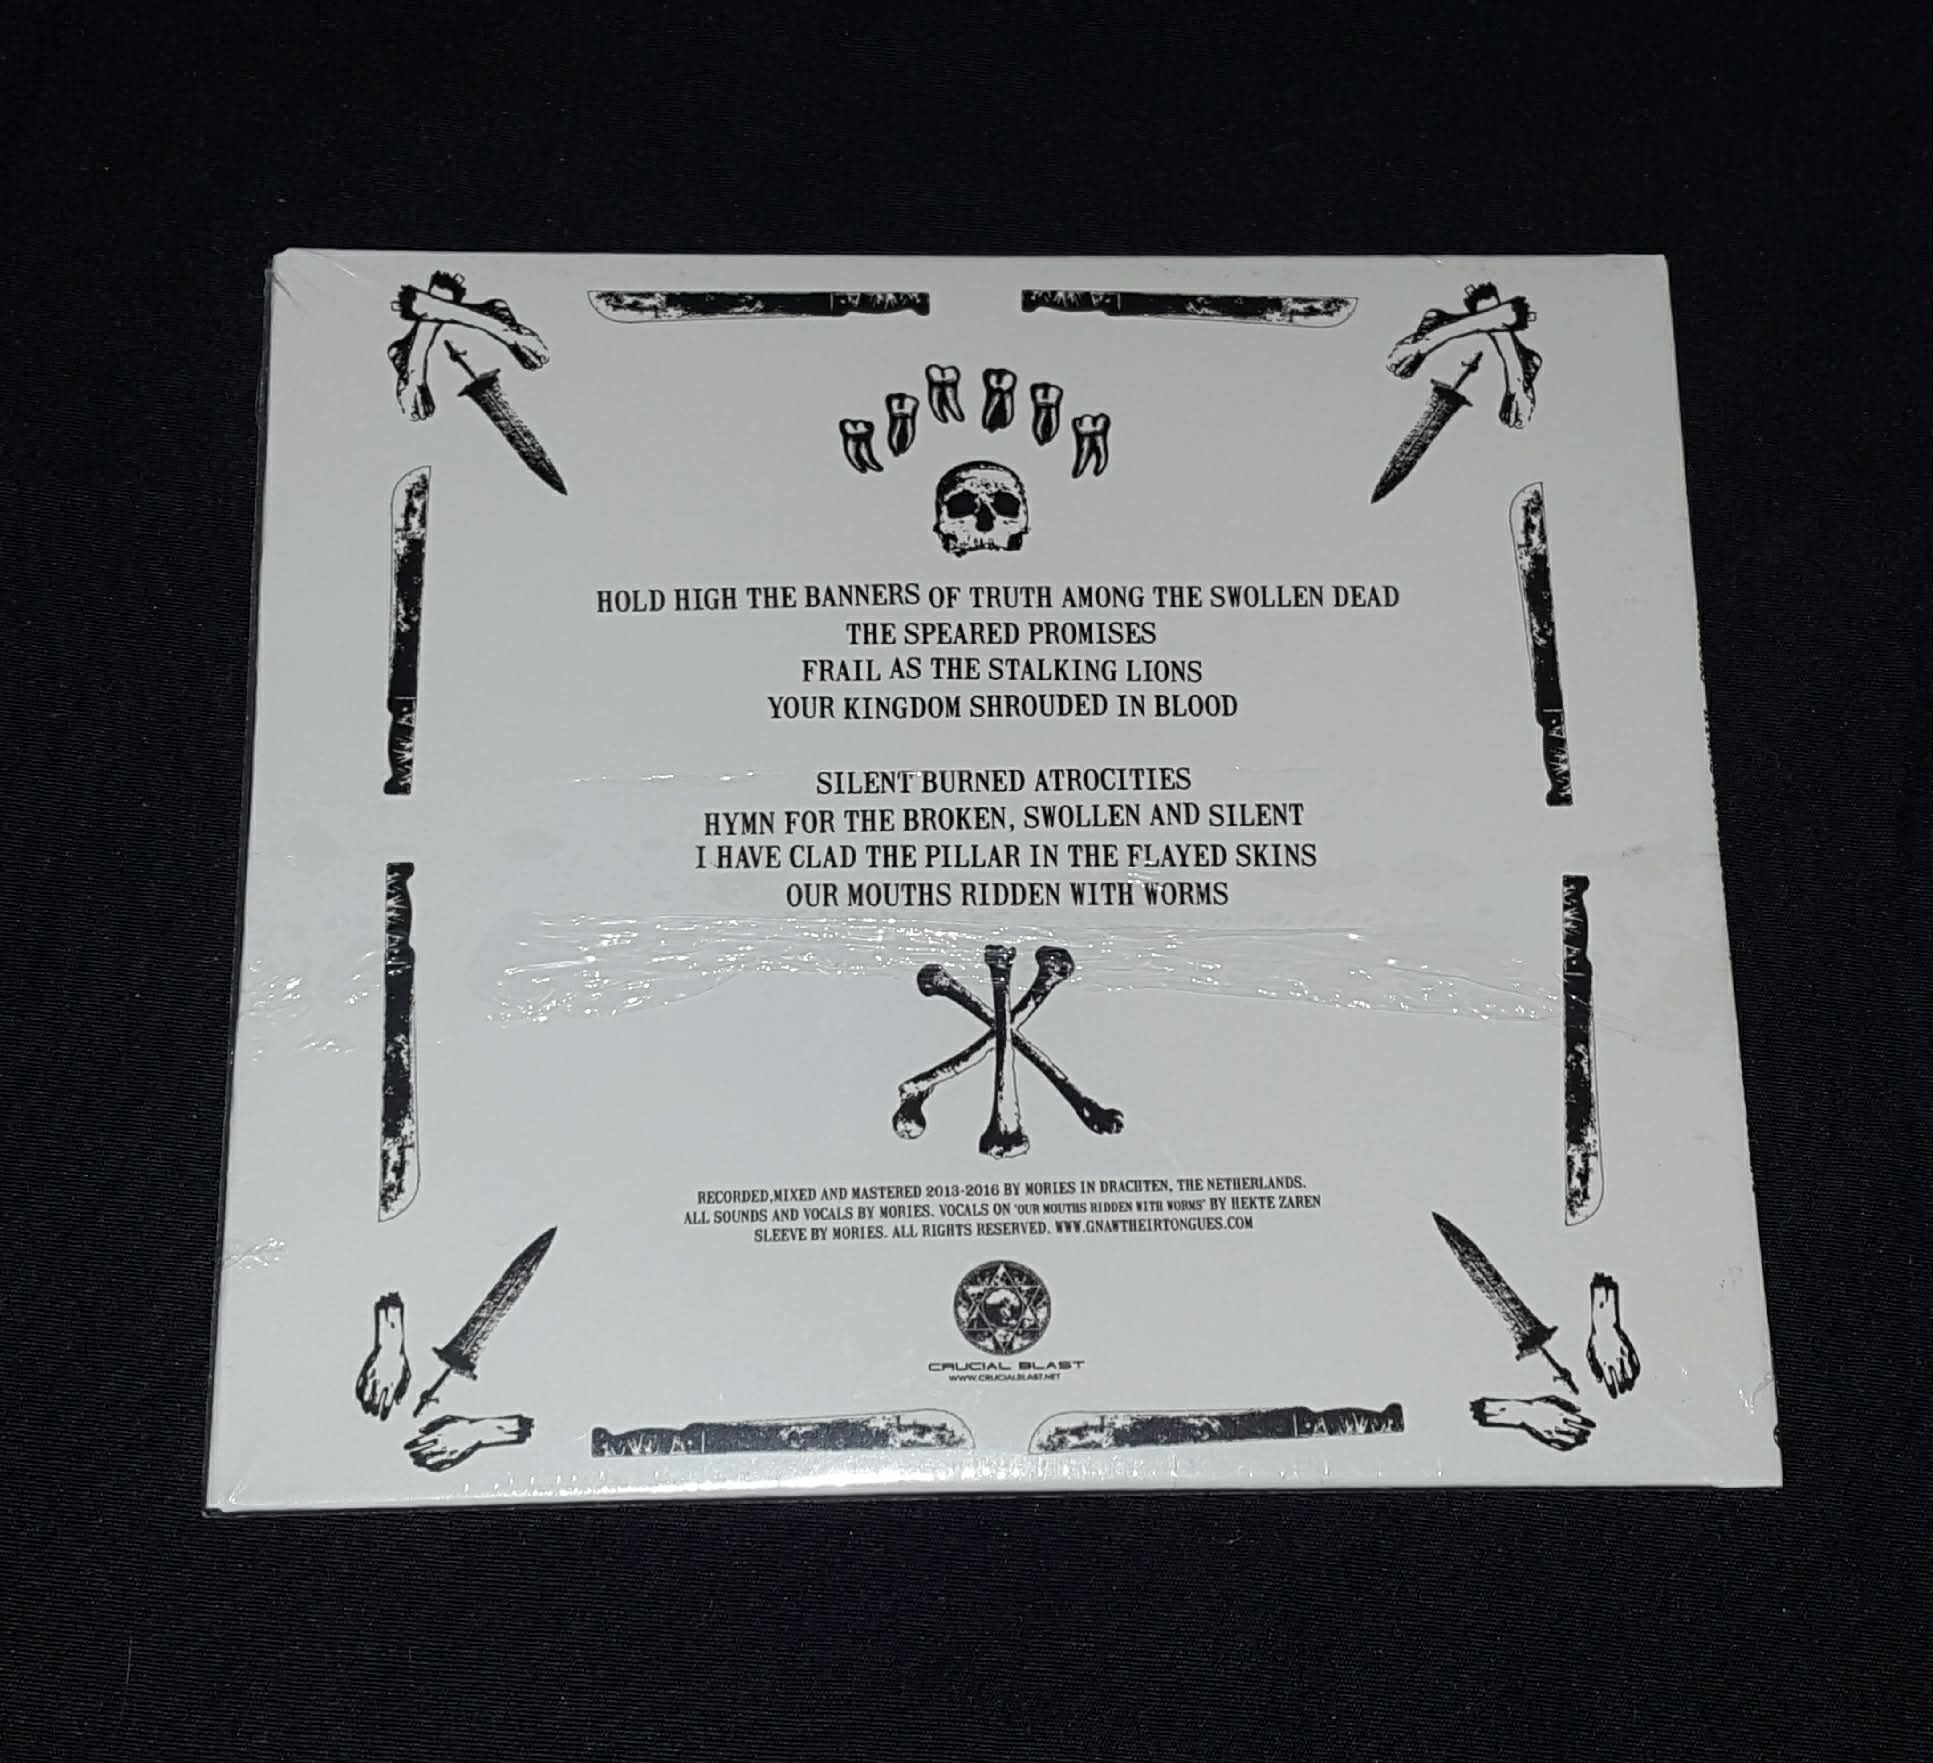 HOLD HIGH THE BANNERS OF TRUTH AMONG THE SWOLLEN DEAD
THE SPEARED PROMISES
FRAIL AS THE STALKING LIONS
YOUR KINGDOM SHROUDED IN BLOOD
SILENT BURNED ATROCITIES
HYMN FOR THE BROKEN, SWOLLEN AND SILENT
I HAVE CLAD THE PILLAR IN THE FLAYED SKINS
OUR MOUTHS RIDDEN WITH WORMS
RECORDED,MIXED AND MASTERED 2013-2016 BY MORIES IN DRACHTEN, THE NETHERLANDS.
ALL SOUNDS AND VOCALS BY MORIES. VOCALS ON "OUR MOUTHS RIDDEN WITH WORMS" BY HEKTE ZAREN
SLEEVE BY MORIES. ALL RIGHTS RESERVED. WWW.GNAWTHEIRTONGUES.COM
CRUCIAL BLAST
WWW.CRUCIALBLAST.NET